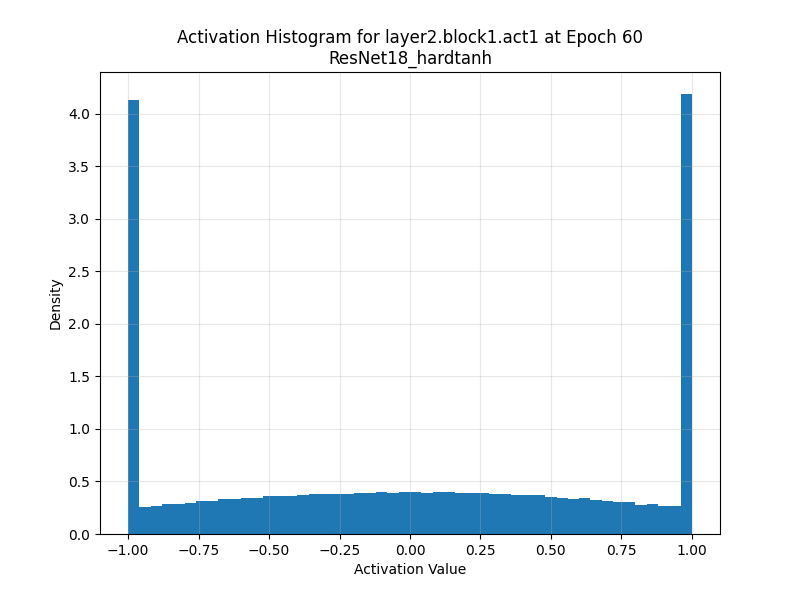 Activation Histogram for layer2.block1.act1 at Epoch 60
ResNet18_hardtanh
Density
4.0
3.5
3.0
2.5
2.0
1.5
1.0
0.5
0.0
−1.00 −0.75 −0.50 −0.25 0.00 0.25 0.50 0.75 1.00
Activation Value